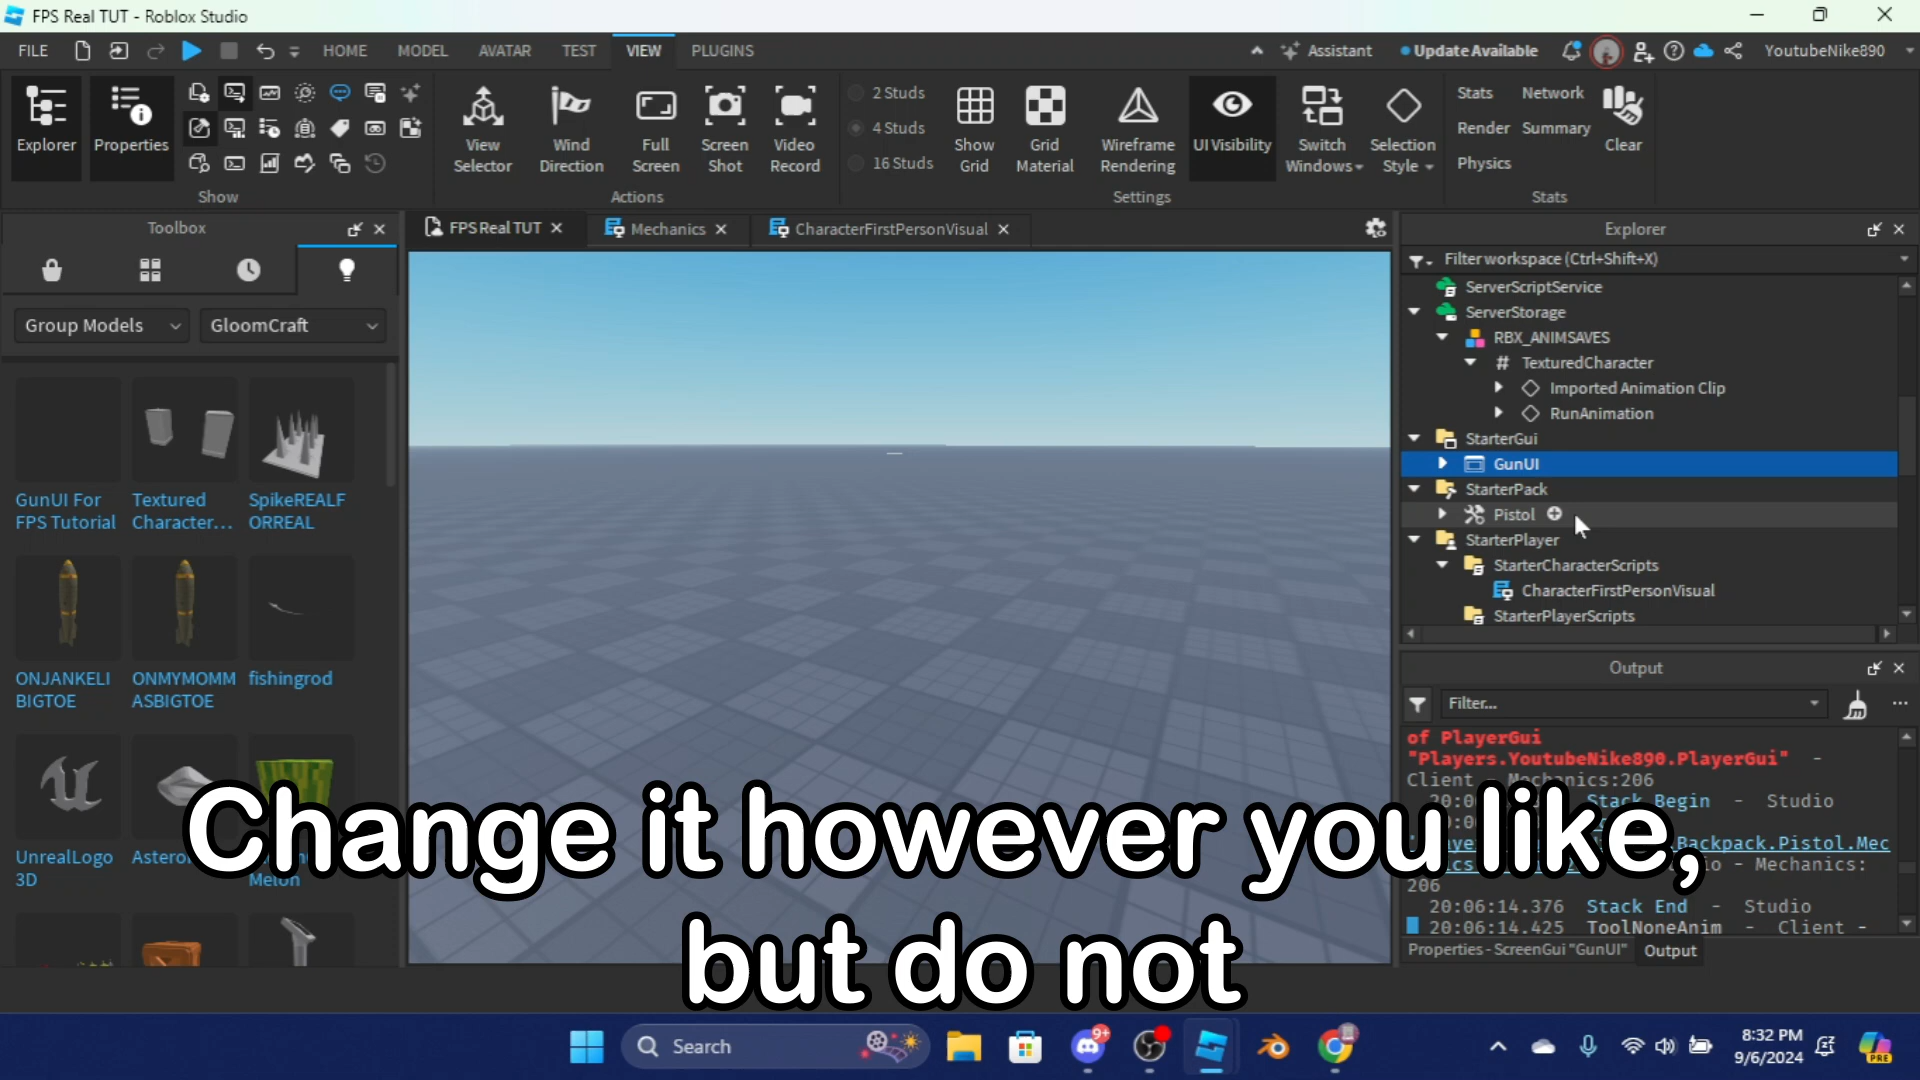 FPS Real TUT - Roblox Studio
FILE
HOME
MODEL
AVATAR
TEST
VIEW
PLUGINS
Assistant
Update Available
YoutubeNike890
Explorer
Properties
Show
View Selector
Wind Direction
Full Screen
Screen Shot
Video Record
Actions
2 Studs
4 Studs
16 Studs
Show Grid
Grid Material
Wireframe Rendering
UI Visibility
Switch Windows
Selection Style
Settings
Stats
Network
Render
Summary
Physics
Clear
Stats
Toolbox
Group Models
GloomCraft
GunUI For
FPS Tutorial
Textured
Character...
SpikeREALF
ORREAL
ONJANKELI
BIGTOE
ONMYMOMM
ASBIGTOE
fishingrod
UnrealLogo
3D
Melon
FPS Real TUT
Mechanics
CharacterFirstPersonVisual
Explorer
Filter workspace (Ctrl+Shift+X)
ServerScriptService
ServerStorage
RBX_ANIMSAVES
TexturedCharacter
Imported Animation Clip
RunAnimation
StarterGui
GunUI
StarterPack
Pistol
StarterPlayer
StarterCharacterScripts
CharacterFirstPersonVisual
StarterPlayerScripts
Output
Filter...
of PlayerGui
"Players.YoutubeNike890.PlayerGui" -
Client - Mechanics:206
Stack Begin - Studio
Backpack.Pistol.Mec
- Mechanics:
206
20:06:14.376 Stack End - Studio
20:06:14.425 ToolNoneAnim - Client -
Properties - ScreenGui "GunUI"
Output
Change it however you like,
but do not
Search
9+
8:32 PM
9/6/2024
PRE